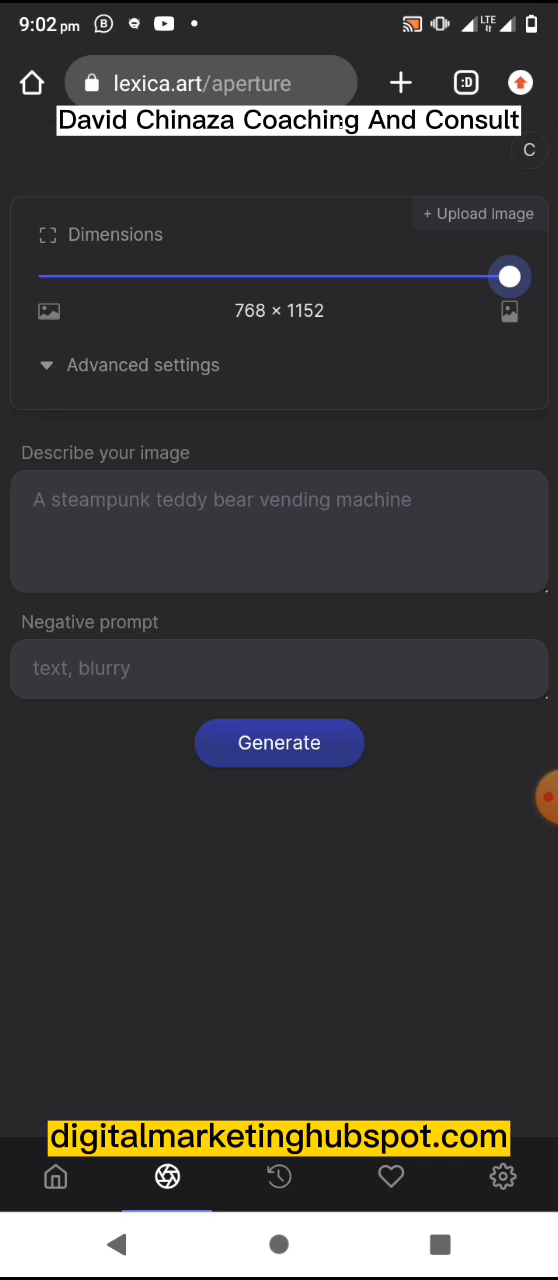 9:02 pm
LTE
lexica.art/aperture
:D
David Chinaza Coaching And Consult
C
+ Upload image
Dimensions
768 × 1152
Advanced settings
Describe your image
A steampunk teddy bear vending machine
Negative prompt
text, blurry
Generate
digitalmarketinghubspot.com